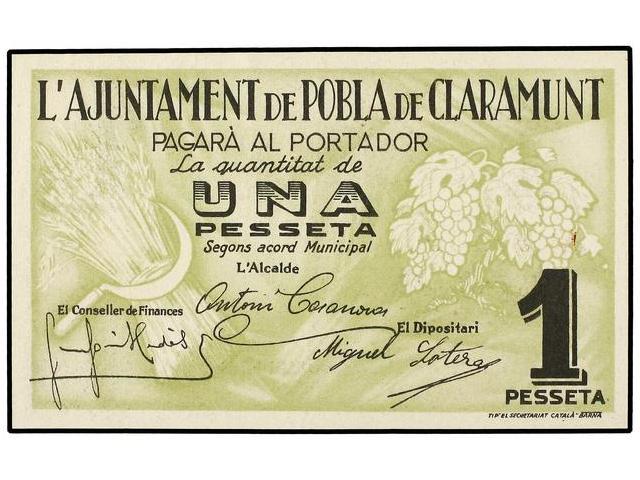 L'AJUNTAMENT DE POBLA DE CLARAMUNT
PAGARÀ AL PORTADOR
La quantitat de
UNA
PESSETA
Segons acord Municipal
L'Alcalde
El Conseller de Finances
Antoni Casanovas
El Dipositari
Miguel
1
PESSETA
TIP. EL SECRETARIAT CATALÀ - BARNA